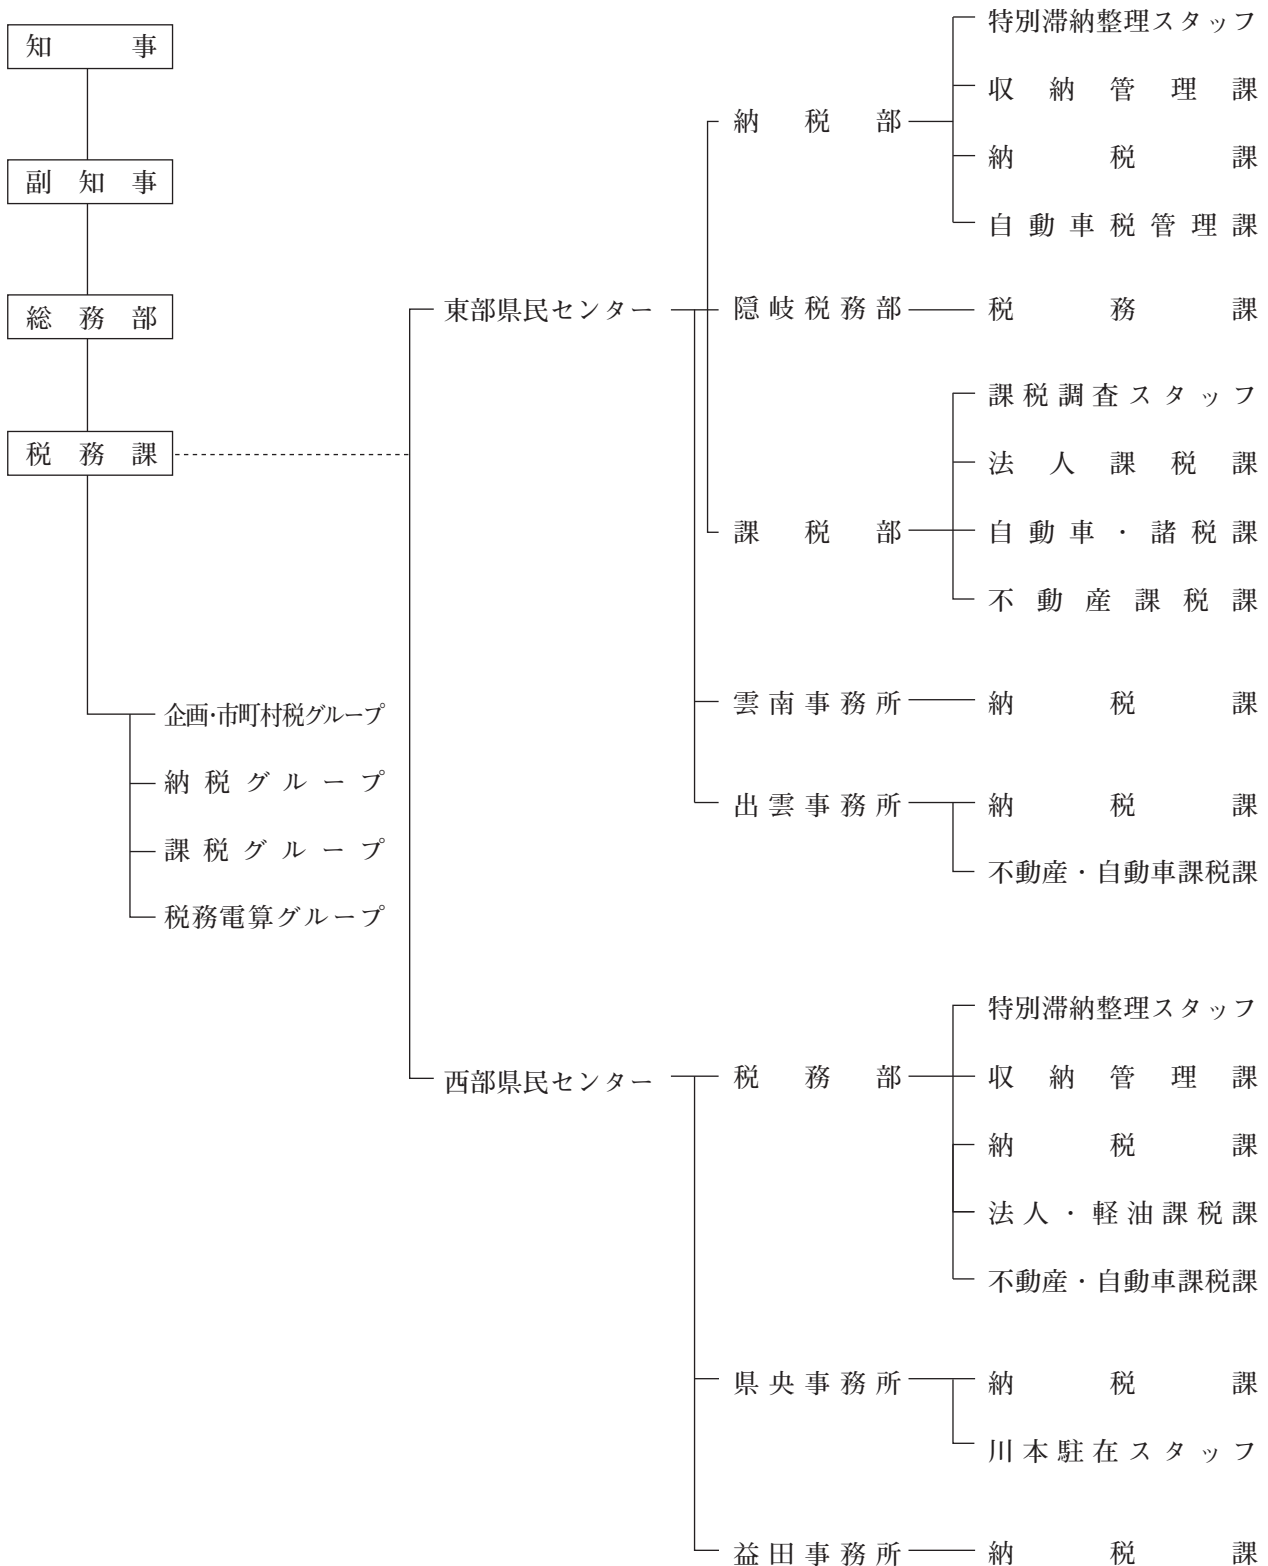 知事
副知事
総務部
税務課
企画・市町村税グループ
納税グループ
課税グループ
税務電算グループ
東部県民センター
納税部
特別滞納整理スタッフ
収納管理課
納税課
自動車税管理課
隠岐税務部
税務課
課税部
課税調査スタッフ
法人課税課
自動車・諸税課
不動産課税課
雲南事務所
納税課
出雲事務所
納税課
不動産・自動車課税課
西部県民センター
税務部
特別滞納整理スタッフ
収納管理課
納税課
法人・軽油課税課
不動産・自動車課税課
県央事務所
納税課
川本駐在スタッフ
益田事務所
納税課